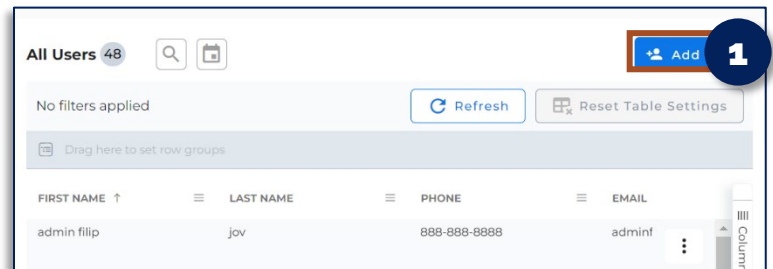 All Users 48
Add
1
No filters applied
Refresh
Reset Table Settings
Drag here to set row groups
FIRST NAME ↑ LAST NAME PHONE EMAIL
admin filip jov 888-888-8888 adminf
Column